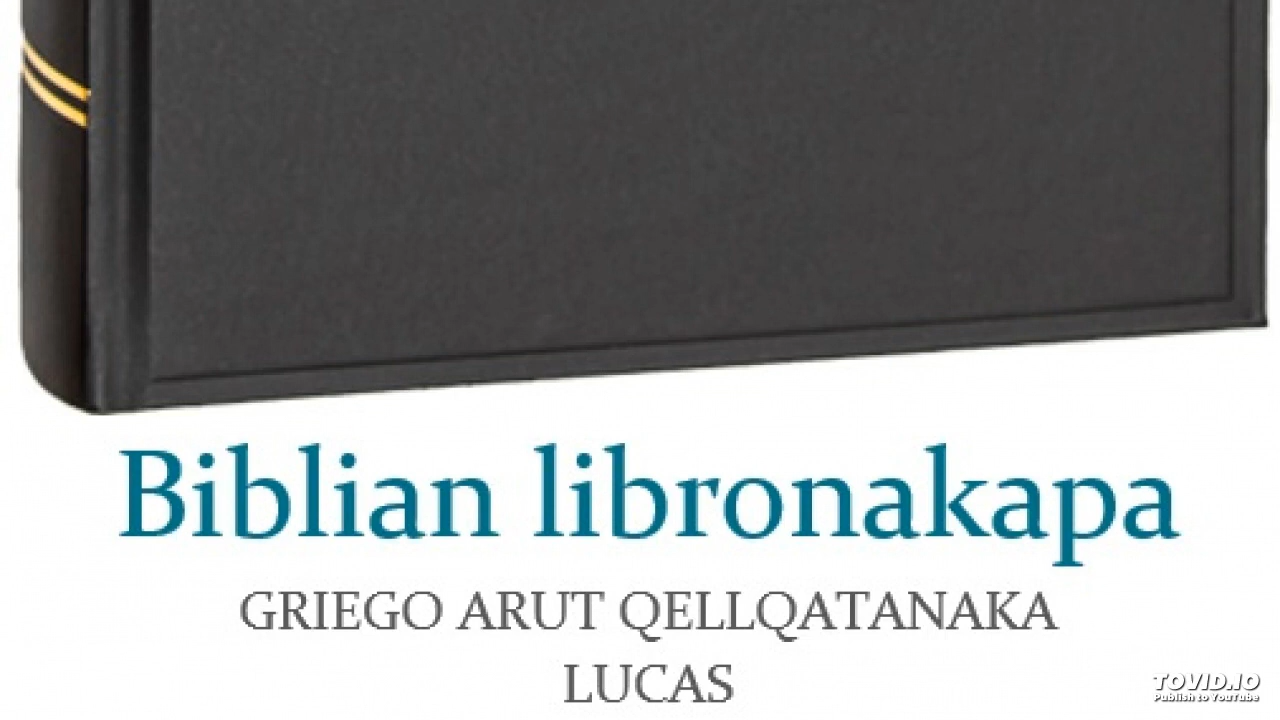 Biblian libronakapa
GRIEGO ARUT QELLQATANAKA
LUCAS
TOVID.IO
Publish to YouTube